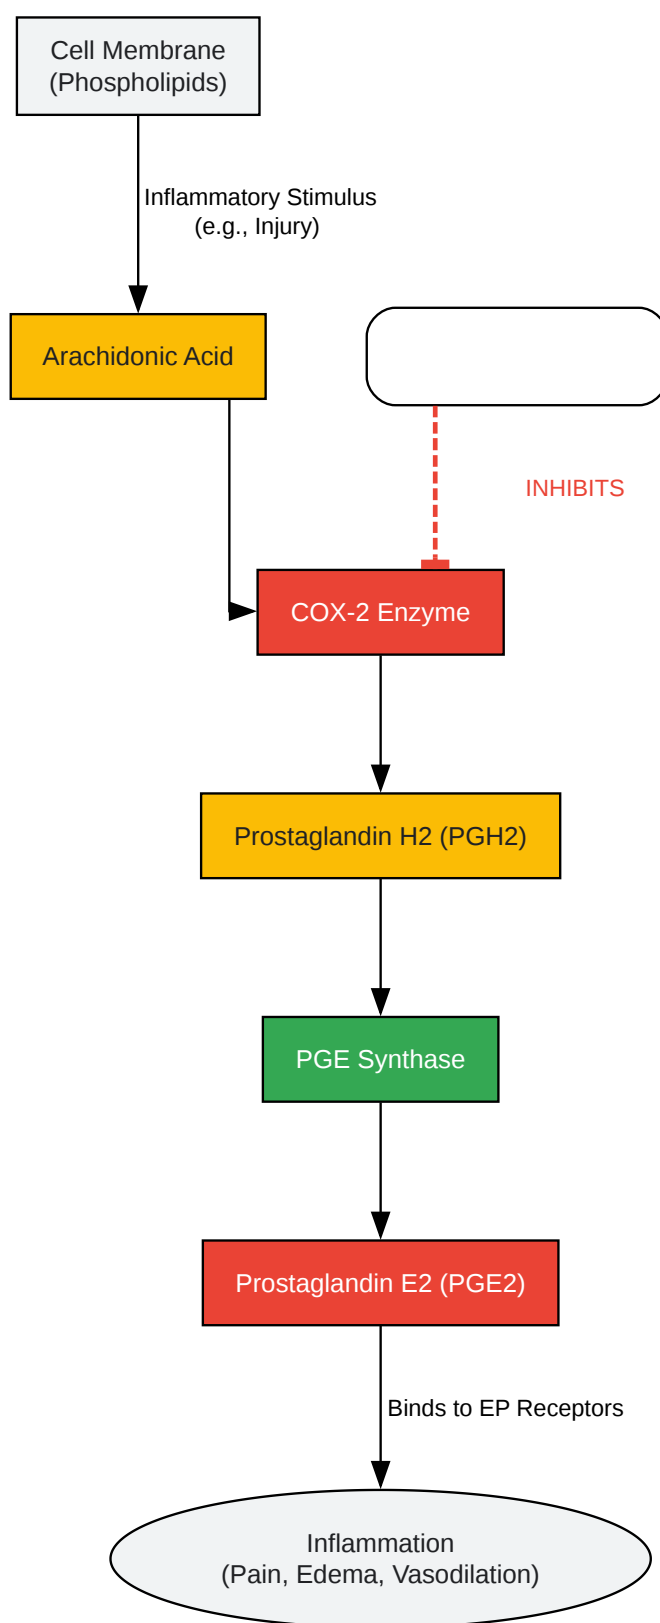 Cell Membrane
(Phospholipids)
Inflammatory Stimulus
(e.g., Injury)
Arachidonic Acid
INHIBITS
COX-2 Enzyme
Prostaglandin H2 (PGH2)
PGE Synthase
Prostaglandin E2 (PGE2)
Binds to EP Receptors
Inflammation
(Pain, Edema, Vasodilation)